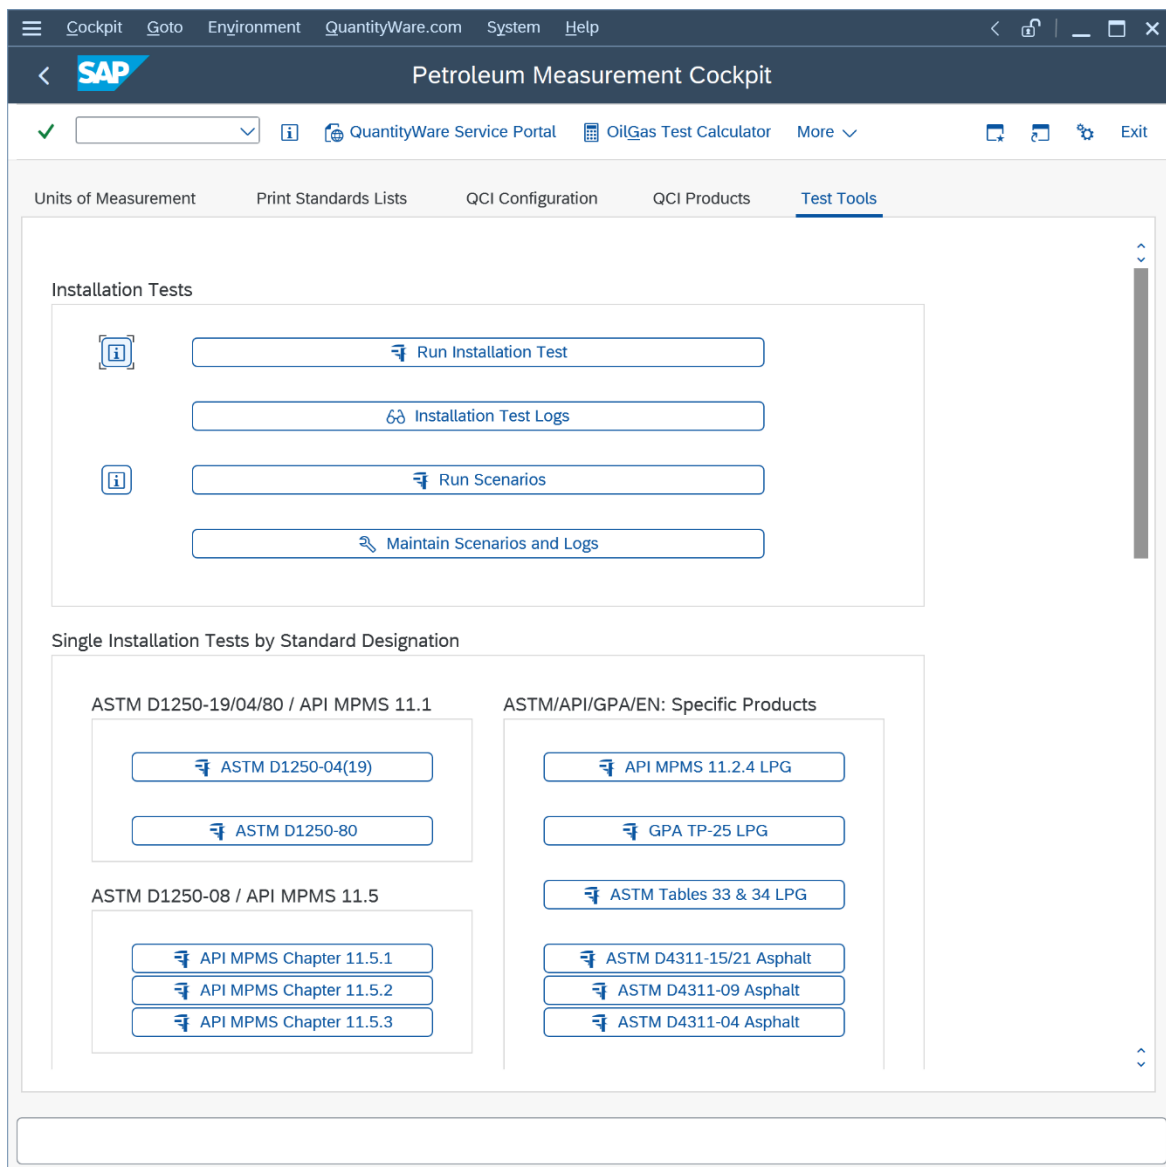 Cockpit Goto Environment QuantityWare.com System Help
SAP Petroleum Measurement Cockpit
QuantityWare Service Portal OilGas Test Calculator More Exit
Units of Measurement Print Standards Lists QCI Configuration QCI Products Test Tools
Installation Tests
Run Installation Test
Installation Test Logs
Run Scenarios
Maintain Scenarios and Logs
Single Installation Tests by Standard Designation
ASTM D1250-19/04/80 / API MPMS 11.1
ASTM D1250-04(19)
ASTM D1250-80
ASTM D1250-08 / API MPMS 11.5
API MPMS Chapter 11.5.1
API MPMS Chapter 11.5.2
API MPMS Chapter 11.5.3
ASTM/API/GPA/EN: Specific Products
API MPMS 11.2.4 LPG
GPA TP-25 LPG
ASTM Tables 33 & 34 LPG
ASTM D4311-15/21 Asphalt
ASTM D4311-09 Asphalt
ASTM D4311-04 Asphalt